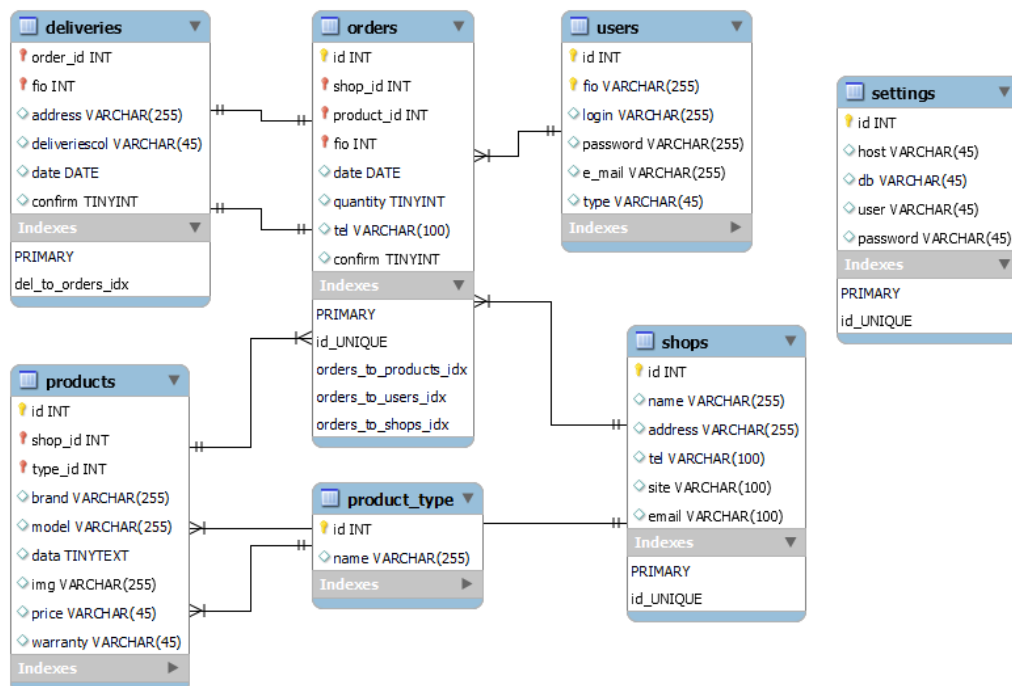 deliveries
order_id INT
fio INT
address VARCHAR(255)
deliveriescol VARCHAR(45)
date DATE
confirm TINYINT
Indexes
PRIMARY
del_to_orders_idx
orders
id INT
shop_id INT
product_id INT
fio INT
date DATE
quantity TINYINT
tel VARCHAR(100)
confirm TINYINT
Indexes
PRIMARY
id_UNIQUE
orders_to_products_idx
orders_to_users_idx
orders_to_shops_idx
users
id INT
fio VARCHAR(255)
login VARCHAR(255)
password VARCHAR(255)
e_mail VARCHAR(255)
type VARCHAR(45)
Indexes
settings
id INT
host VARCHAR(45)
db VARCHAR(45)
user VARCHAR(45)
password VARCHAR(45)
Indexes
PRIMARY
id_UNIQUE
products
id INT
shop_id INT
type_id INT
brand VARCHAR(255)
model VARCHAR(255)
data TINYTEXT
img VARCHAR(255)
price VARCHAR(45)
warranty VARCHAR(45)
Indexes
product_type
id INT
name VARCHAR(255)
Indexes
shops
id INT
name VARCHAR(255)
address VARCHAR(255)
tel VARCHAR(100)
site VARCHAR(100)
email VARCHAR(100)
Indexes
PRIMARY
id_UNIQUE